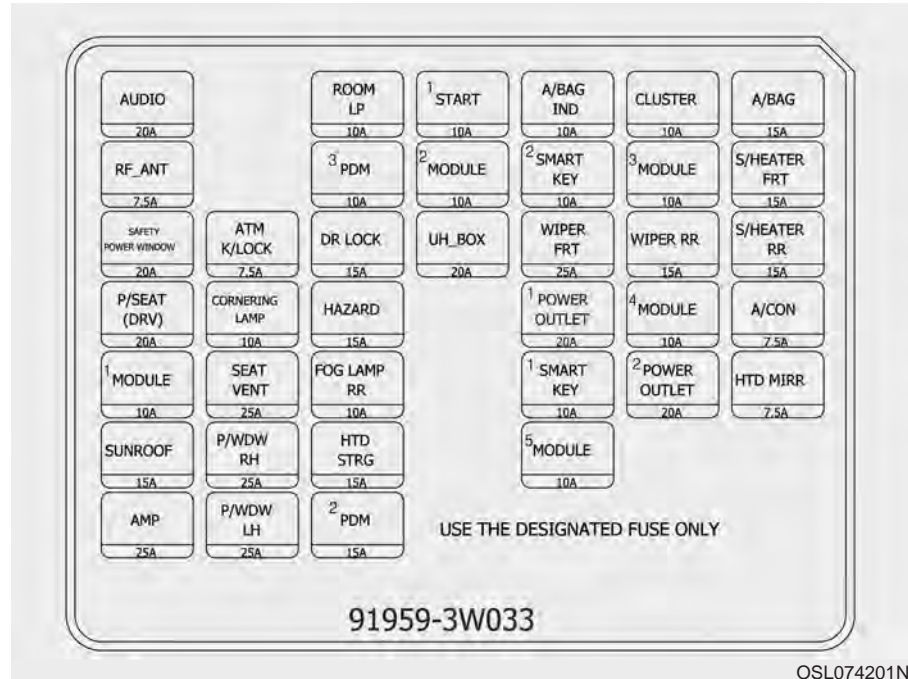 AUDIO
20A
ROOM
LP
10A
1 START
10A
A/BAG
IND
10A
CLUSTER
10A
A/BAG
15A
RF_ANT
7.5A
3 PDM
10A
2 MODULE
10A
2 SMART
KEY
10A
3 MODULE
10A
S/HEATER
FRT
15A
SAFETY
POWER WINDOW
20A
ATM
K/LOCK
7.5A
DR LOCK
15A
UH_BOX
20A
WIPER
FRT
25A
WIPER RR
15A
S/HEATER
RR
15A
P/SEAT
(DRV)
20A
CORNERING
LAMP
10A
HAZARD
15A
1 POWER
OUTLET
20A
4 MODULE
10A
A/CON
7.5A
1 MODULE
10A
SEAT
VENT
25A
FOG LAMP
RR
10A
1 SMART
KEY
10A
2 POWER
OUTLET
20A
HTD MIRR
7.5A
SUNROOF
15A
P/WDW
RH
25A
HTD
STRG
15A
5 MODULE
10A
AMP
25A
P/WDW
LH
25A
2 PDM
15A
USE THE DESIGNATED FUSE ONLY
91959-3W033
OSL074201N